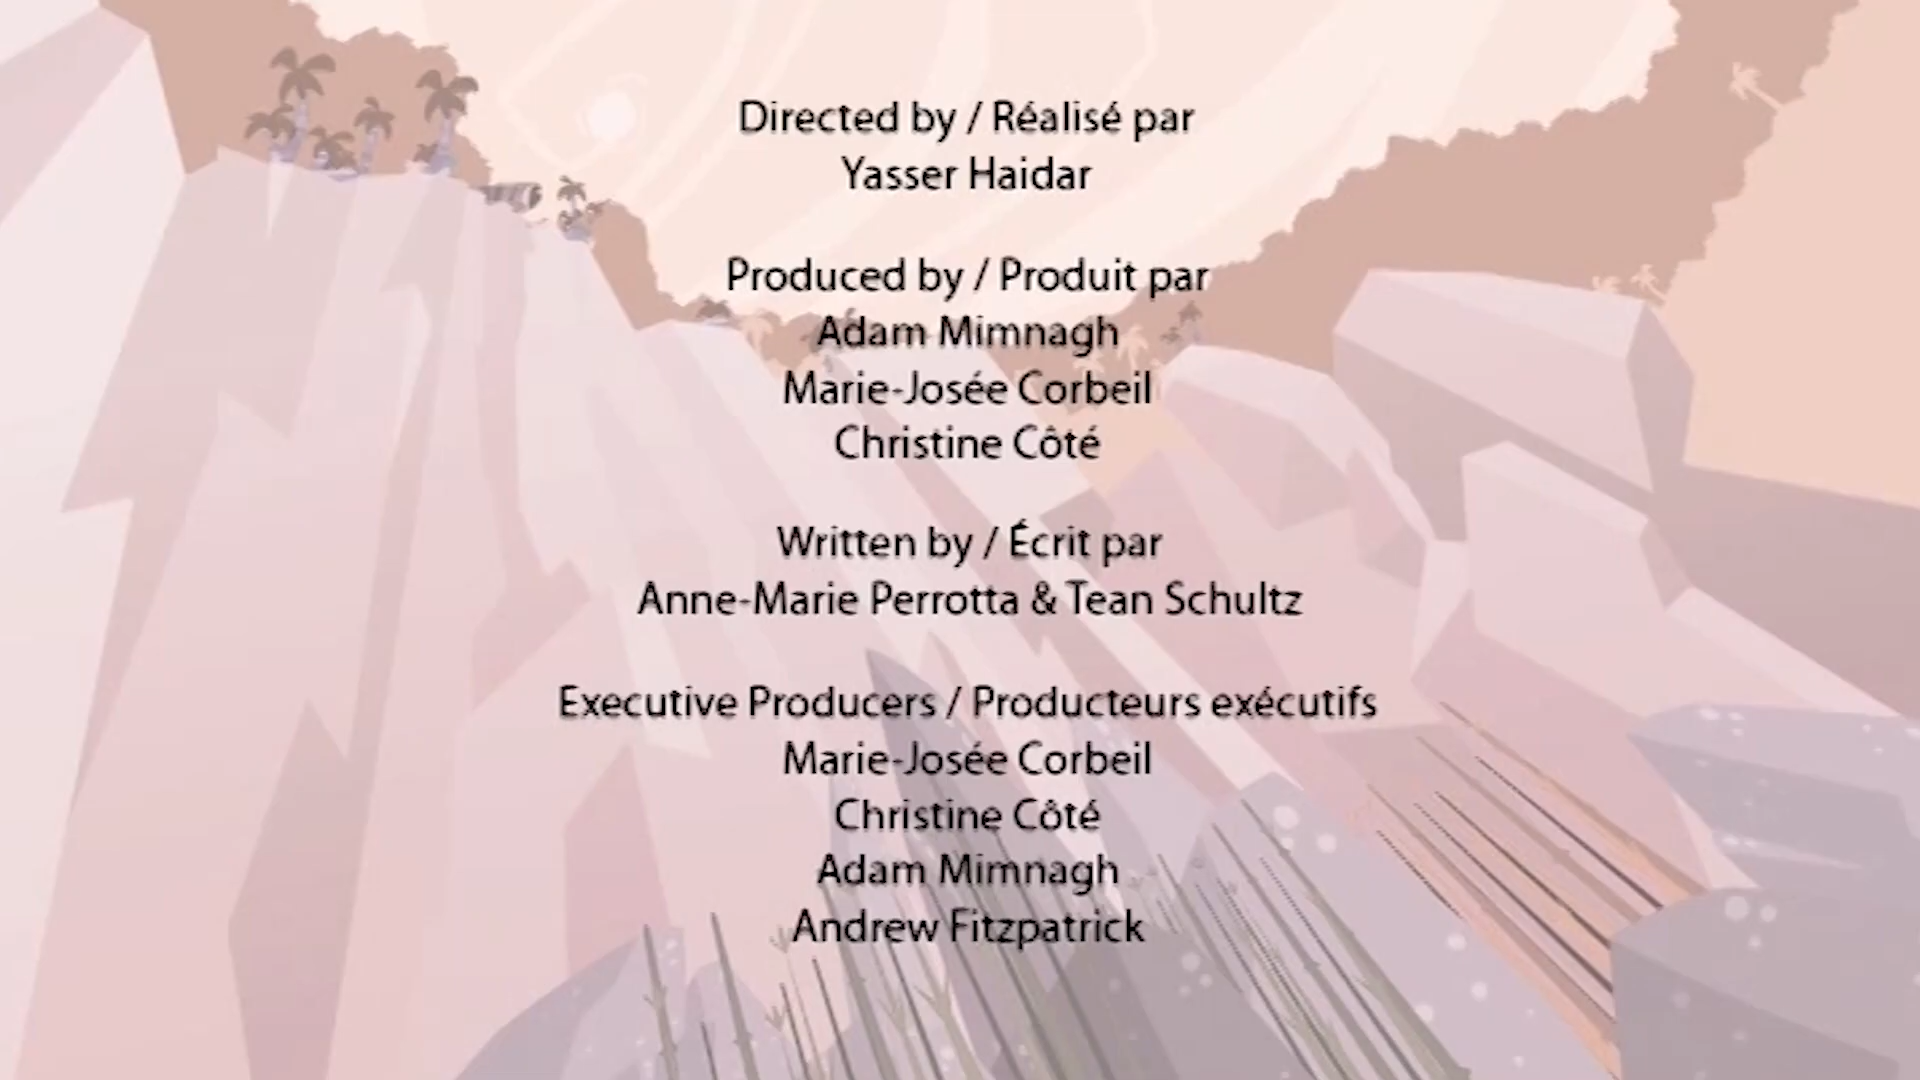 Directed by / Réalisé par
Yasser Haidar
Produced by / Produit par
Adam Mimnagh
Marie-Josée Corbeil
Christine Côté
Written by / Écrit par
Anne-Marie Perrotta & Tean Schultz
Executive Producers / Producteurs exécutifs
Marie-Josée Corbeil
Christine Côté
Adam Mimnagh
Andrew Fitzpatrick